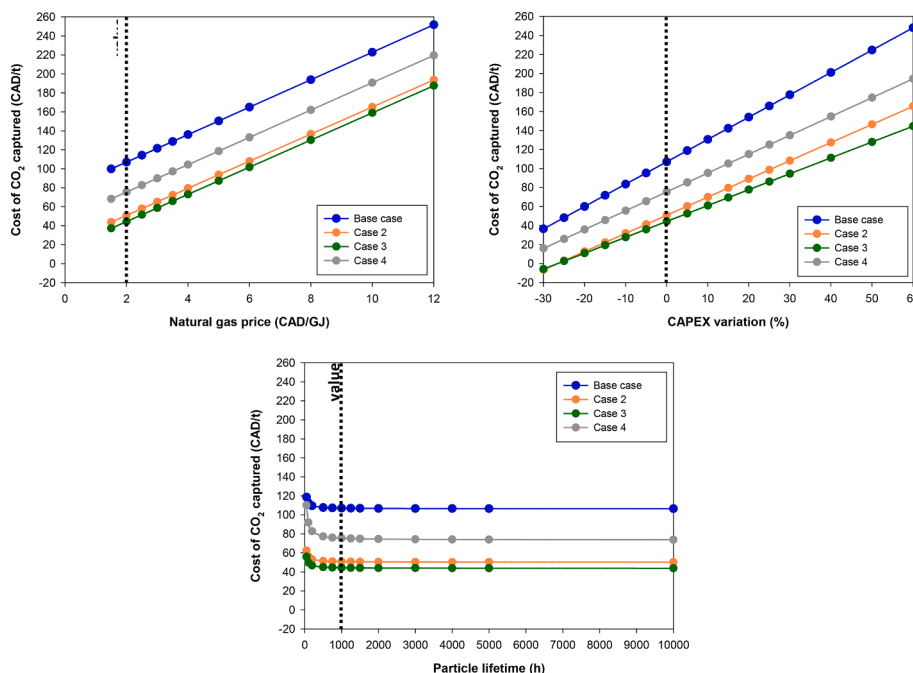 260
240
220
200
180
160
140
120
100
80
60
40
20
0
-20
Cost of CO2 captured (CAD/t)
0 2 4 6 8 10 12
Natural gas price (CAD/GJ)
Base case
Case 2
Case 3
Case 4
260
240
220
200
180
160
140
120
100
80
60
40
20
0
-20
Cost of CO2 captured (CAD/t)
-30 -20 -10 0 10 20 30 40 50 6
CAPEX variation (%)
Base case
Case 2
Case 3
Case 4
260
240
220
200
180
160
140
120
100
80
60
40
20
0
-20
Cost of CO2 captured (CAD/t)
value
0 1000 2000 3000 4000 5000 6000 7000 8000 9000 10000
Particle lifetime (h)
Base case
Case 2
Case 3
Case 4